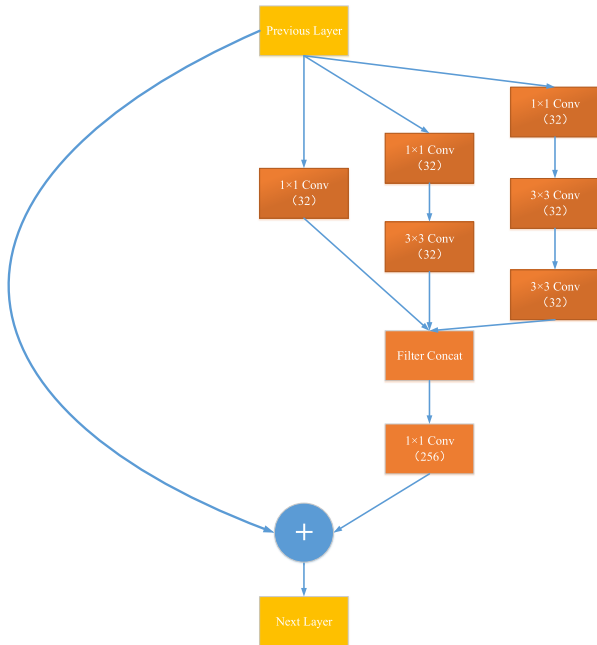 Previous Layer
1×1 Conv
（32）
1×1 Conv
（32）
1×1 Conv
（32）
3×3 Conv
（32）
3×3 Conv
（32）
3×3 Conv
（32）
Filter Concat
1×1 Conv
（256）
+
Next Layer